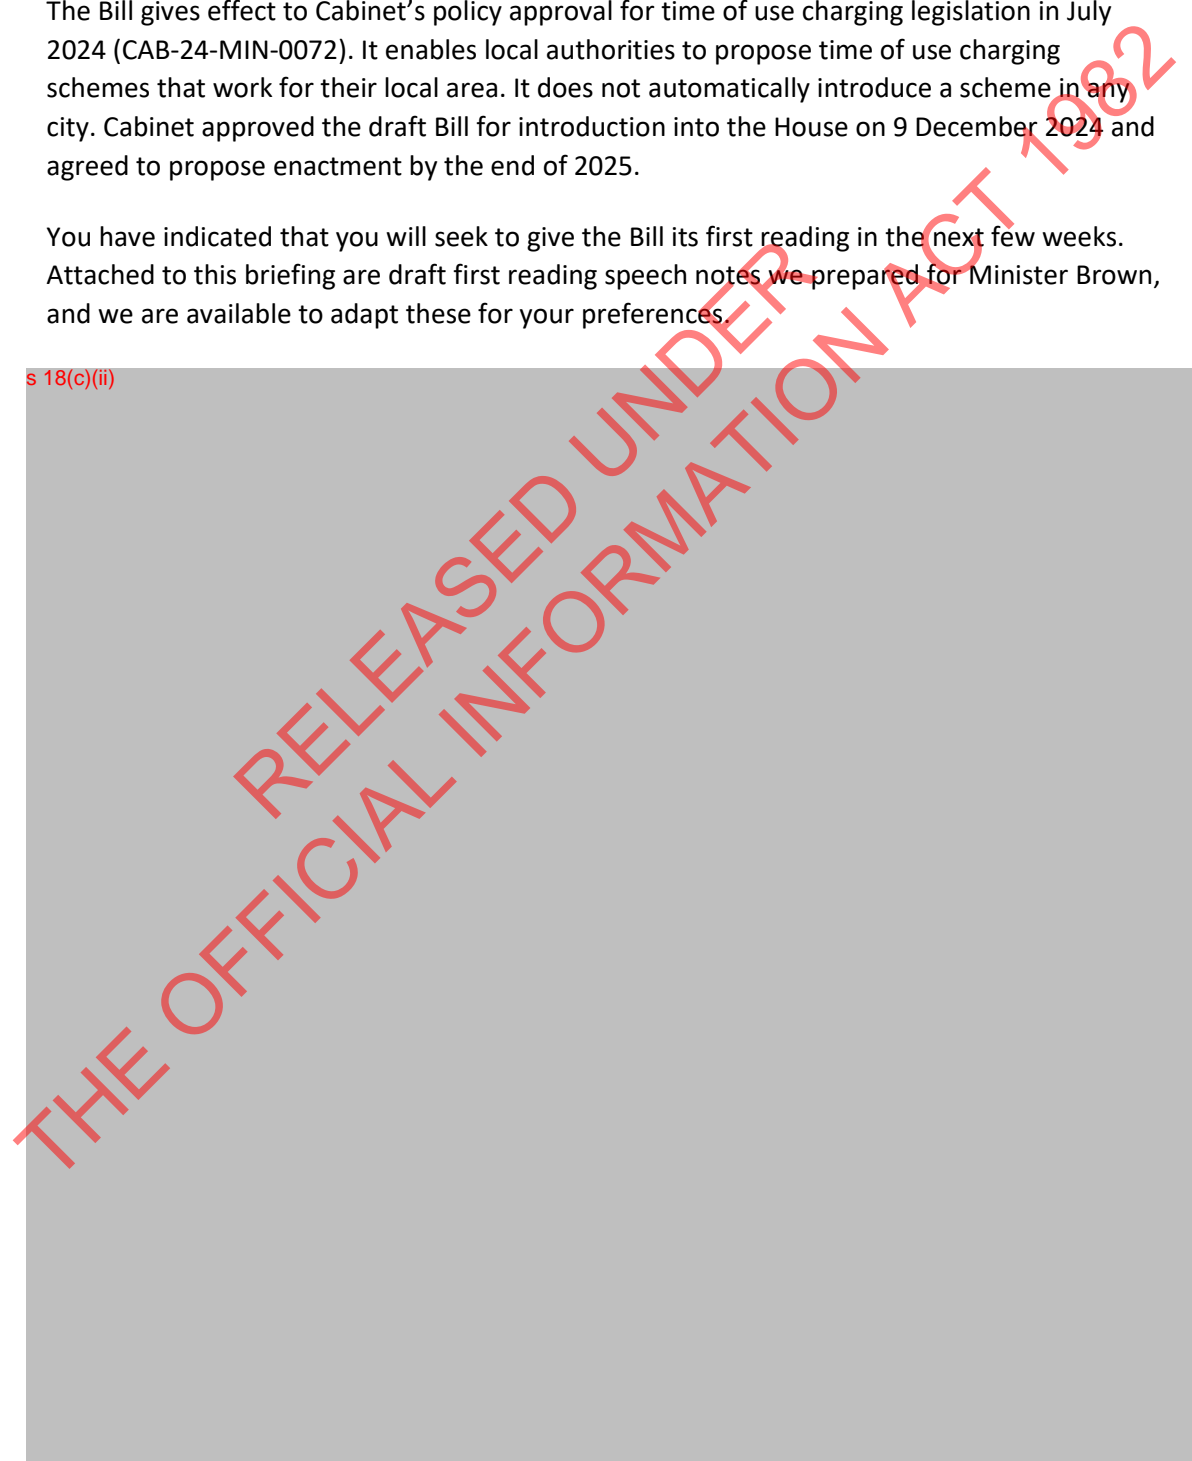 The Bill gives effect to Cabinet’s policy approval for time of use charging legislation in July
2024 (CAB-24-MIN-0072). It enables local authorities to propose time of use charging
schemes that work for their local area. It does not automatically introduce a scheme in any
city. Cabinet approved the draft Bill for introduction into the House on 9 December 2024 and
agreed to propose enactment by the end of 2025.
You have indicated that you will seek to give the Bill its first reading in the next few weeks.
Attached to this briefing are draft first reading speech notes we prepared for Minister Brown,
and we are available to adapt these for your preferences.
s 18(c)(ii)
RELEASED UNDER
THE OFFICIAL INFORMATION ACT 1982